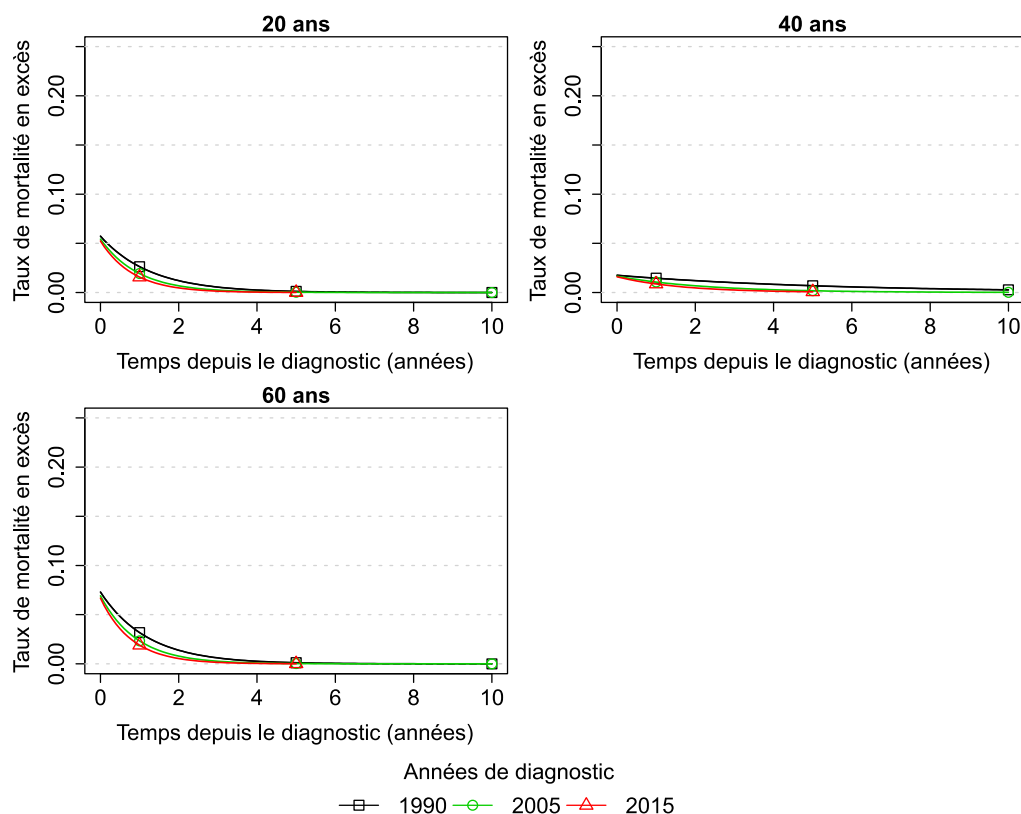 20 ans
Taux de mortalité en excès
0.00
0.10
0.20
0 2 4 6 8 10
Temps depuis le diagnostic (années)
40 ans
Taux de mortalité en excès
0.00
0.10
0.20
0 2 4 6 8 10
Temps depuis le diagnostic (années)
60 ans
Taux de mortalité en excès
0.00
0.10
0.20
0 2 4 6 8 10
Temps depuis le diagnostic (années)
Années de diagnostic
1990 2005 2015